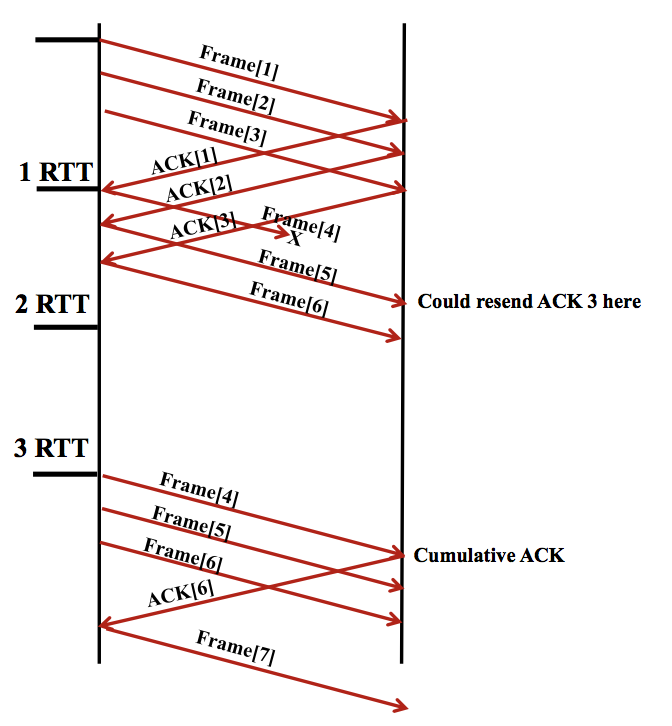 Frame[1]
Frame[2]
Frame[3]
ACK[1]
1 RTT
ACK[2]
ACK[3]
Frame[4]
X
Frame[5]
Frame[6]
2 RTT
Could resend ACK 3 here
3 RTT
Frame[4]
Frame[5]
Frame[6]
Cumulative ACK
ACK[6]
Frame[7]